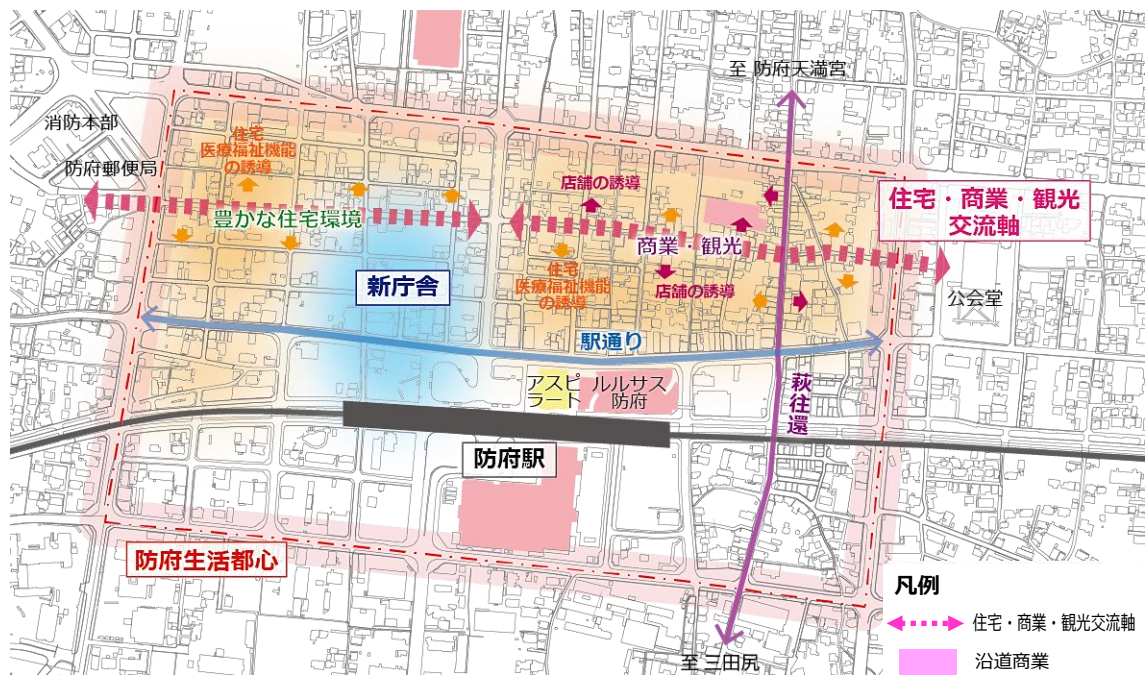 至 防府天満宮
消防本部
防府郵便局
住宅
医療福祉機能
の誘導
店舗の誘導
住宅・商業・観光
交流軸
豊かな住宅環境
商業・観光
新庁舎
住宅
医療福祉機能
の誘導
店舗の誘導
公会堂
駅通り
アスピ
ラート
ルルサス
防府
萩往還
防府駅
防府生活都心
至 三田尻
凡例
住宅・商業・観光交流軸
沿道商業